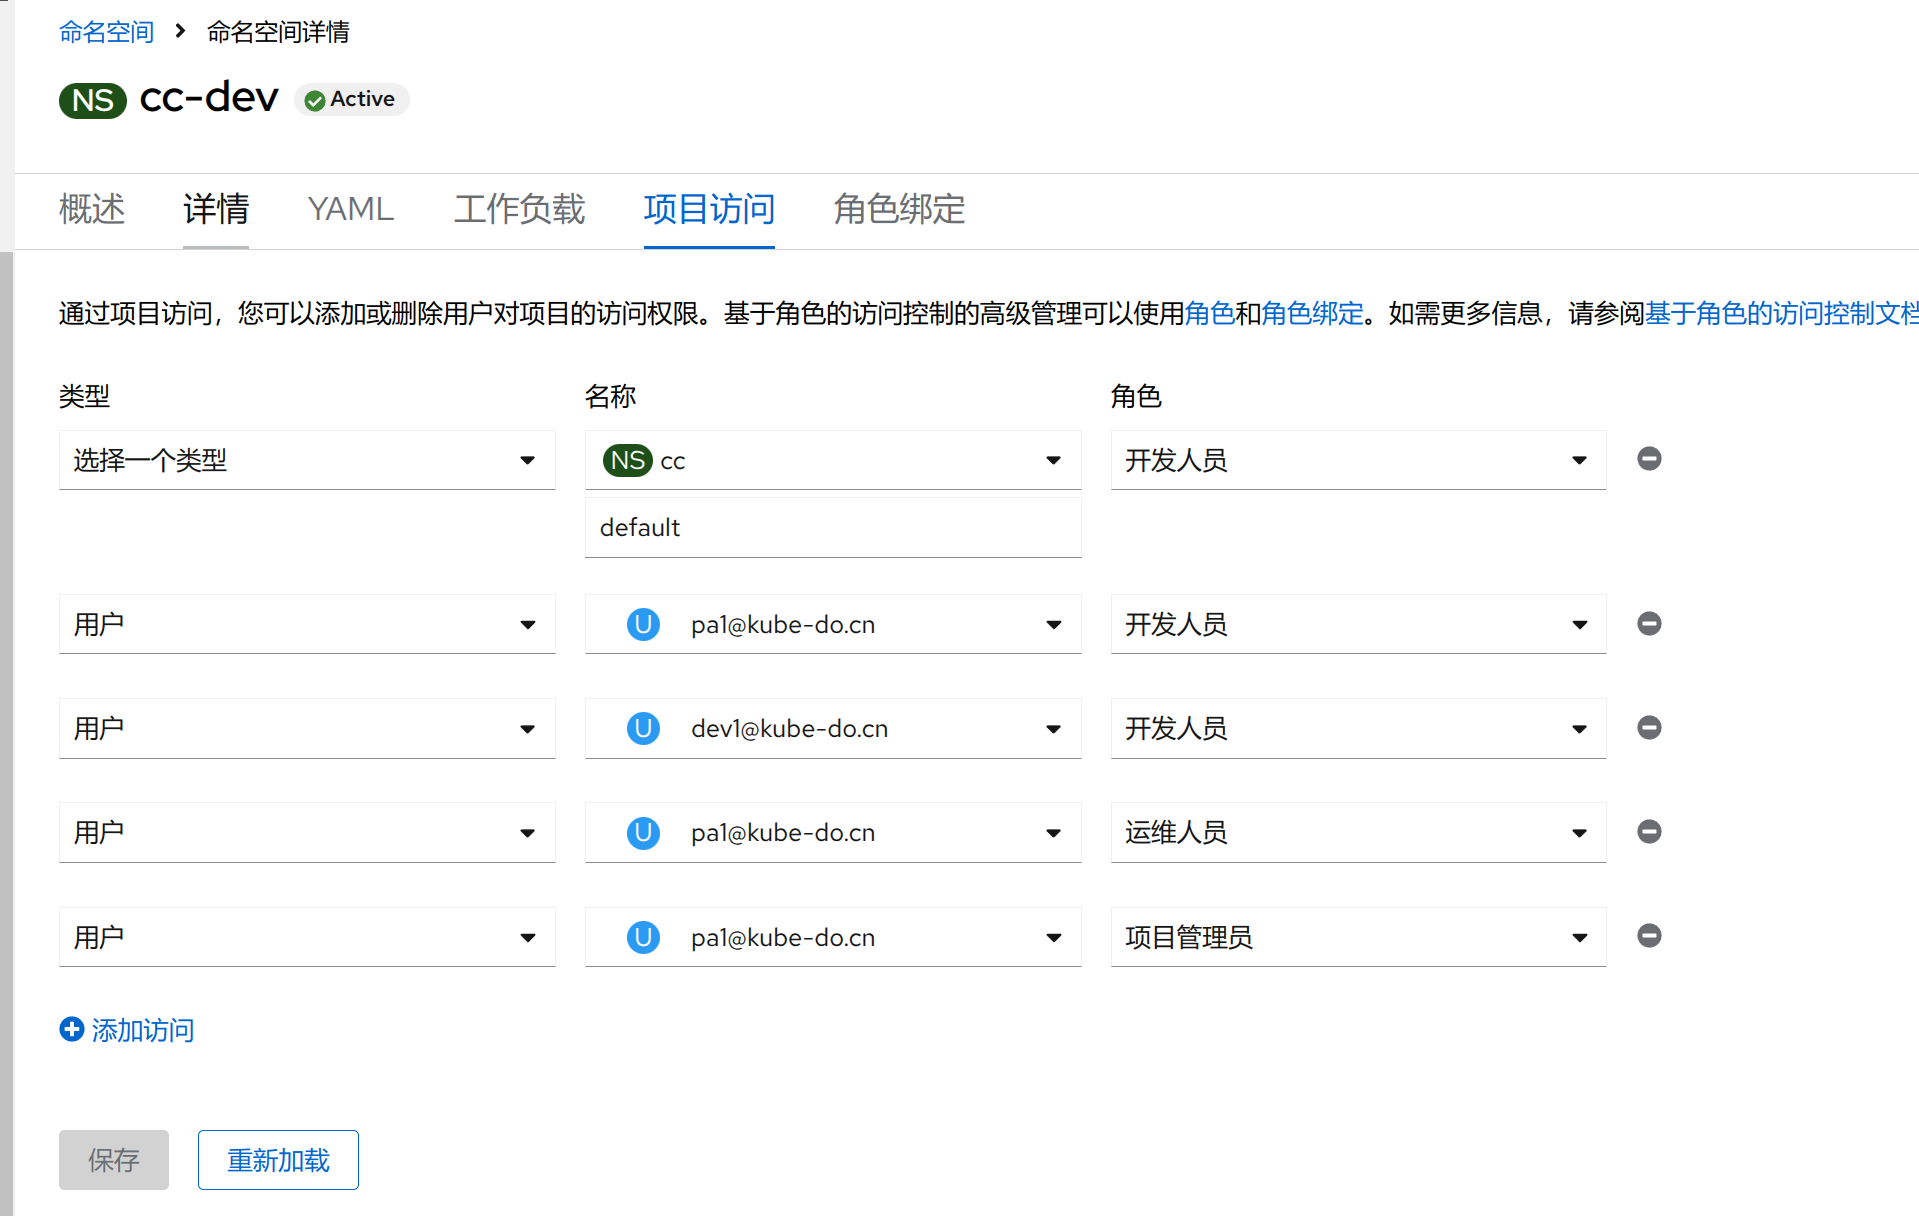 命名空间 > 命名空间详情
NS cc-dev Active
概述 详情 YAML 工作负载 项目访问 角色绑定
通过项目访问，您可以添加或删除用户对项目的访问权限。基于角色的访问控制的高级管理可以使用角色和角色绑定。如需更多信息，请参阅基于角色的访问控制文档
类型 名称 角色
选择一个类型 NS cc 开发人员
default
用户 U pa1@kube-do.cn 开发人员
用户 U dev1@kube-do.cn 开发人员
用户 U pa1@kube-do.cn 运维人员
用户 U pa1@kube-do.cn 项目管理员
添加访问
保存 重新加载